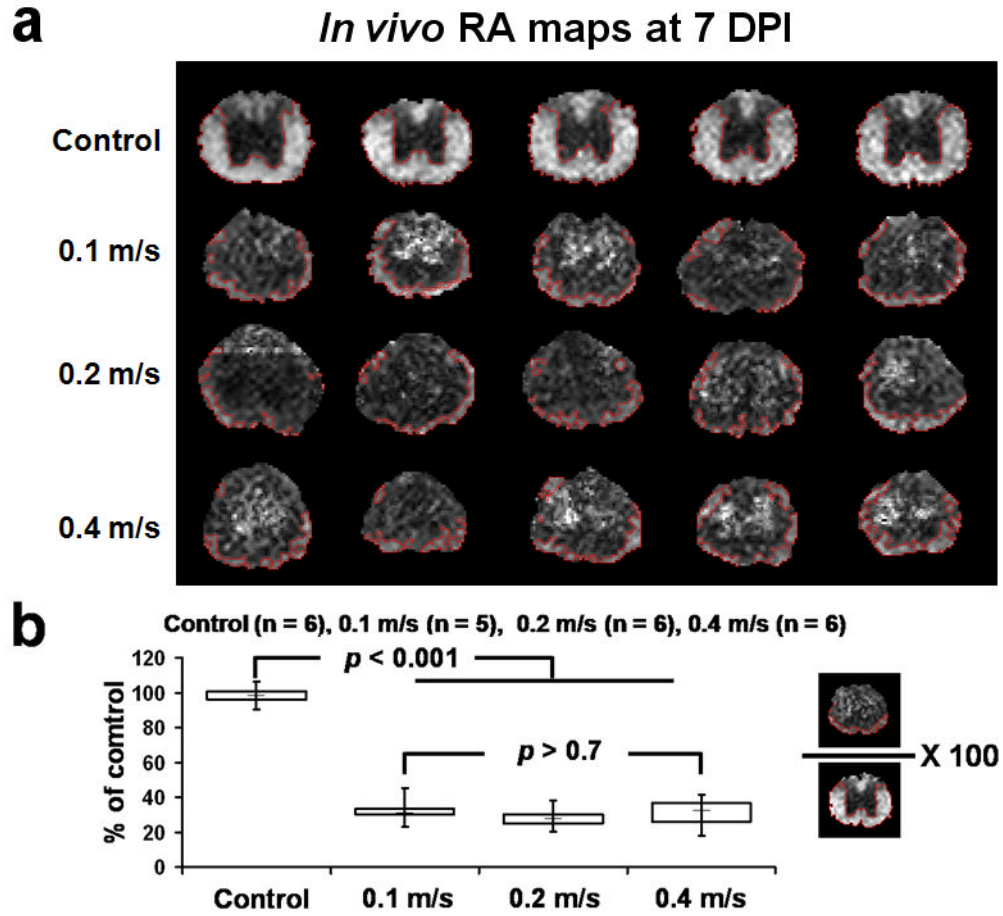 a
In vivo RA maps at 7 DPI
Control
0.1 m/s
0.2 m/s
0.4 m/s
b
Control (n = 6), 0.1 m/s (n = 5), 0.2 m/s (n = 6), 0.4 m/s (n = 6)
% of comtrol
120
100
80
60
40
20
0
p < 0.001
p > 0.7
X 100
Control 0.1 m/s 0.2 m/s 0.4 m/s